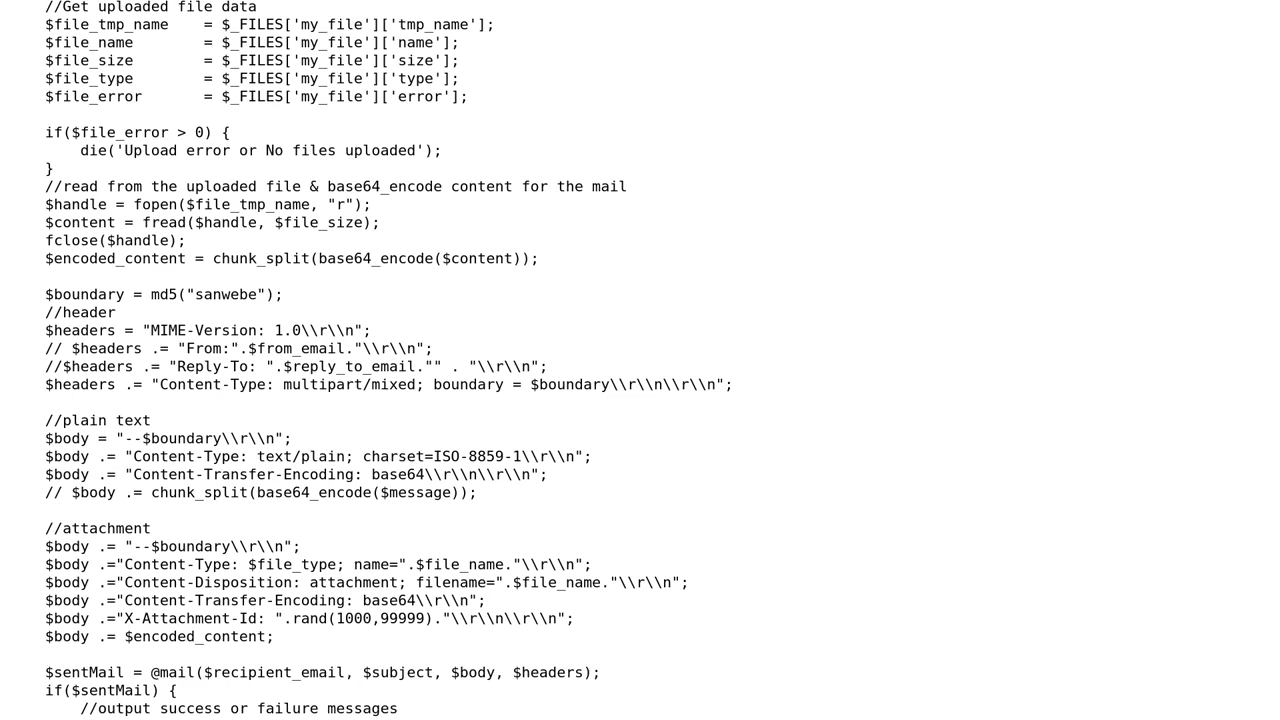 //Get uploaded file data
$file_tmp_name    = $_FILES['my_file']['tmp_name'];
$file_name        = $_FILES['my_file']['name'];
$file_size        = $_FILES['my_file']['size'];
$file_type        = $_FILES['my_file']['type'];
$file_error       = $_FILES['my_file']['error'];

if($file_error > 0) {
    die('Upload error or No files uploaded');
}
//read from the uploaded file & base64_encode content for the mail
$handle = fopen($file_tmp_name, "r");
$content = fread($handle, $file_size);
fclose($handle);
$encoded_content = chunk_split(base64_encode($content));

$boundary = md5("sanwebe");
//header
$headers = "MIME-Version: 1.0\\r\\n";
// $headers .= "From:".$from_email."\\r\\n";
//$headers .= "Reply-To: ".$reply_to_email."" . "\\r\\n";
$headers .= "Content-Type: multipart/mixed; boundary = $boundary\\r\\n\\r\\n";

//plain text
$body = "--$boundary\\r\\n";
$body .= "Content-Type: text/plain; charset=ISO-8859-1\\r\\n";
$body .= "Content-Transfer-Encoding: base64\\r\\n\\r\\n";
// $body .= chunk_split(base64_encode($message));

//attachment
$body .= "--$boundary\\r\\n";
$body .="Content-Type: $file_type; name=".$file_name."\\r\\n";
$body .="Content-Disposition: attachment; filename=".$file_name."\\r\\n";
$body .="Content-Transfer-Encoding: base64\\r\\n";
$body .="X-Attachment-Id: ".rand(1000,99999)."\\r\\n\\r\\n";
$body .= $encoded_content;

$sentMail = @mail($recipient_email, $subject, $body, $headers);
if($sentMail) {
    //output success or failure messages